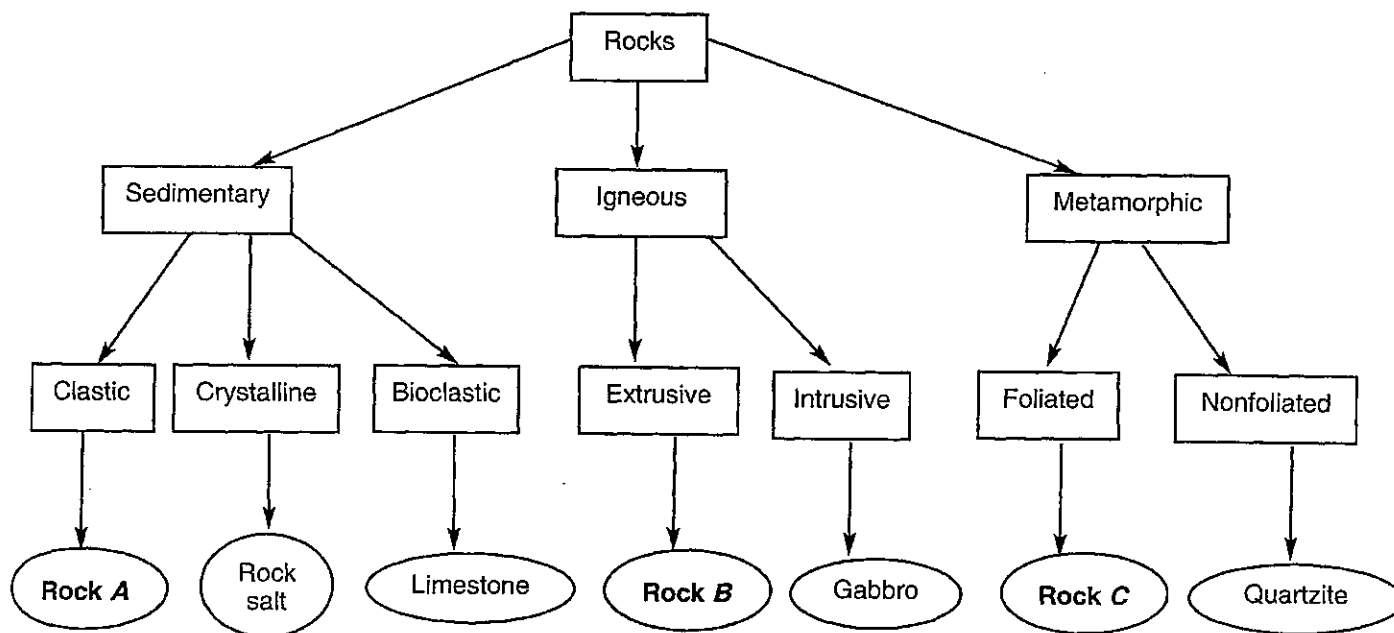 Rocks
Sedimentary
Igneous
Metamorphic
Clastic
Crystalline
Bioclastic
Extrusive
Intrusive
Foliated
Nonfoliated
Rock A
Rock
salt
Limestone
Rock B
Gabbro
Rock C
Quartzite